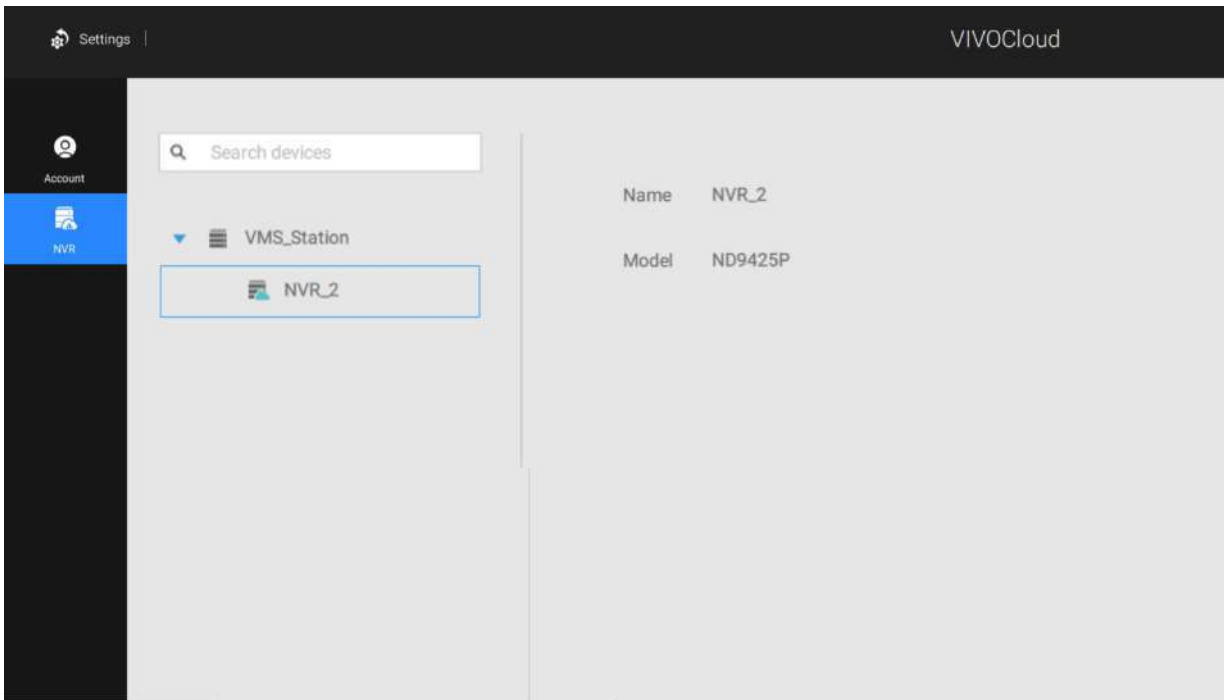 Settings
VIVOCloud
Account
NVR
Search devices
VMS_Station
NVR_2
Name NVR_2
Model ND9425P